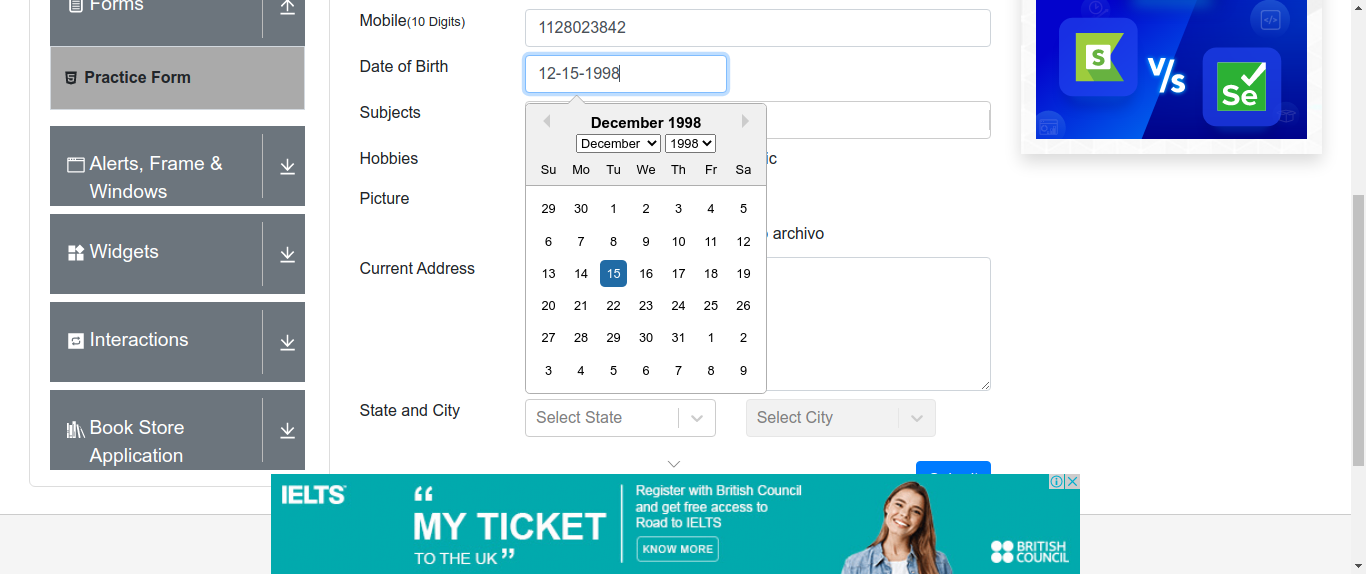 Forms
Practice Form
Alerts, Frame &
Windows
Widgets
Interactions
Book Store
Application
Mobile(10 Digits)
1128023842
Date of Birth
12-15-1998
Subjects
Hobbies
ic
Picture
archivo
Current Address
State and City
Select State
Select City
December 1998
December 1998
Su Mo Tu We Th Fr Sa
29 30 1 2 3 4 5
6 7 8 9 10 11 12
13 14 15 16 17 18 19
20 21 22 23 24 25 26
27 28 29 30 31 1 2
3 4 5 6 7 8 9
S V/s Se
IELTS
“
MY TICKET
TO THE UK”
Register with British Council
and get free access to
Road to IELTS
KNOW MORE
BRITISH
COUNCIL